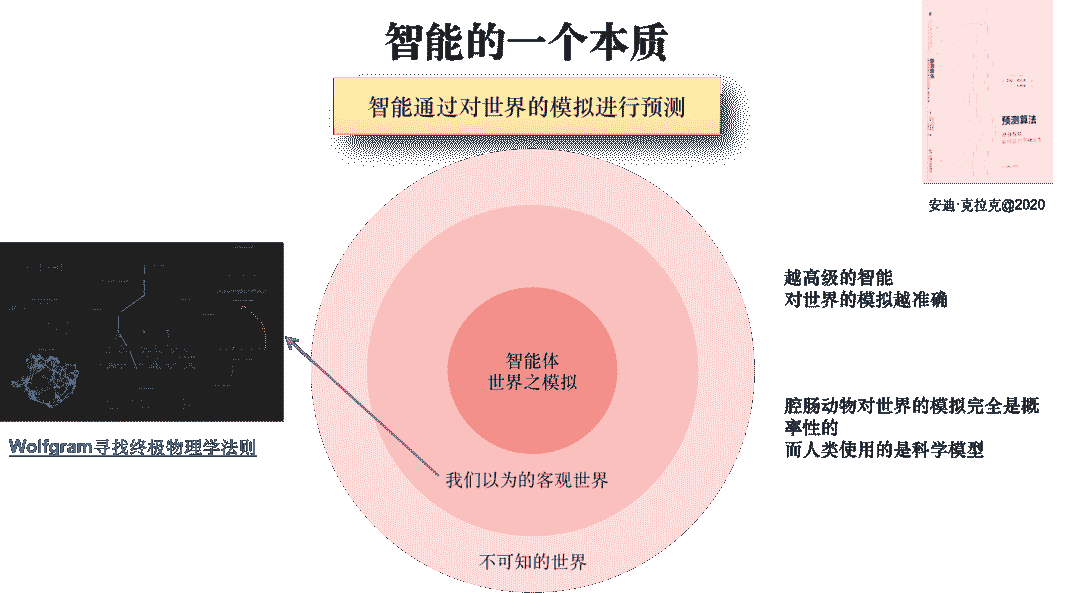 智能的一个本质
智能通过对世界的模拟进行预测
预测算法
安迪·克拉克@2020
越高级的智能
对世界的模拟越准确
智能体
世界之模拟
腔肠动物对世界的模拟完全是概
率性的
而人类使用的是科学模型
Wolfgram寻找终极物理学法则
我们以为的客观世界
不可知的世界